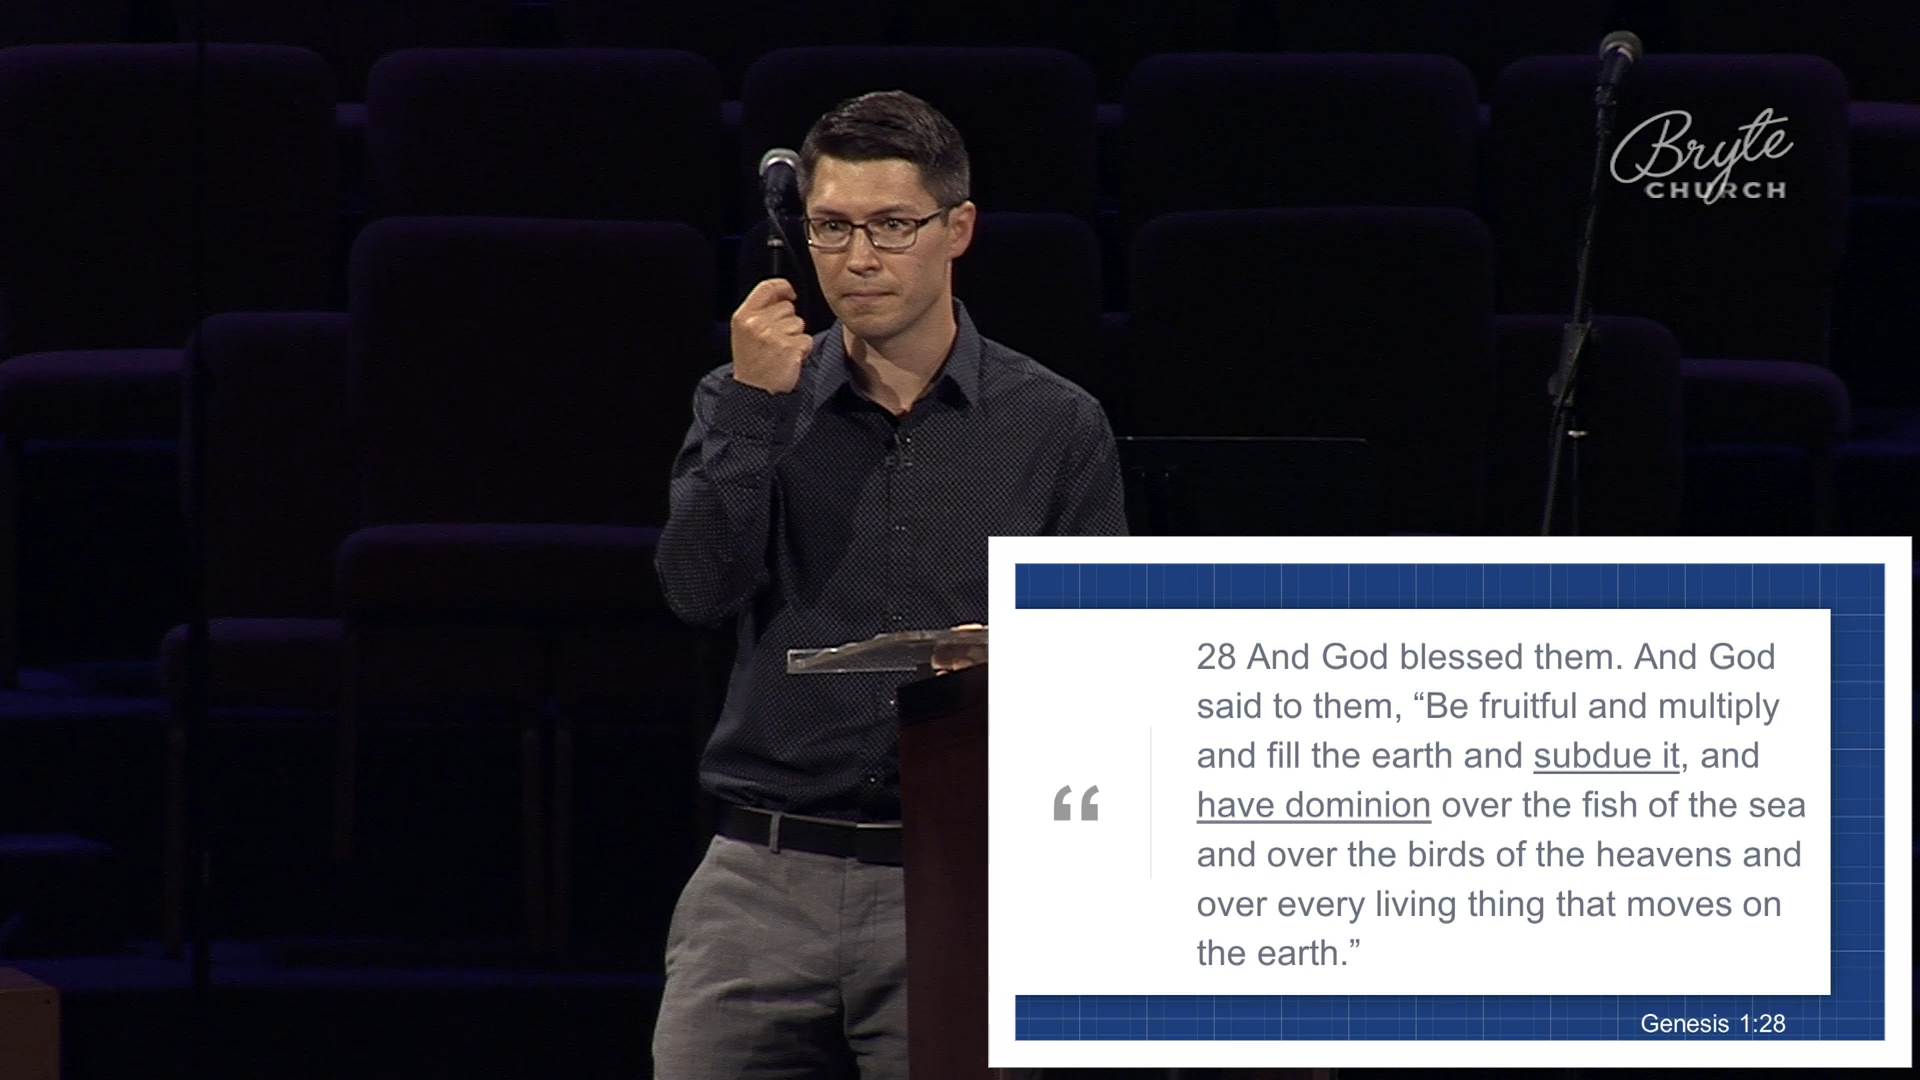 Bryte
CHURCH
28 And God blessed them. And God
said to them, “Be fruitful and multiply
and fill the earth and subdue it, and
have dominion over the fish of the sea
and over the birds of the heavens and
over every living thing that moves on
the earth.”
“
Genesis 1:28